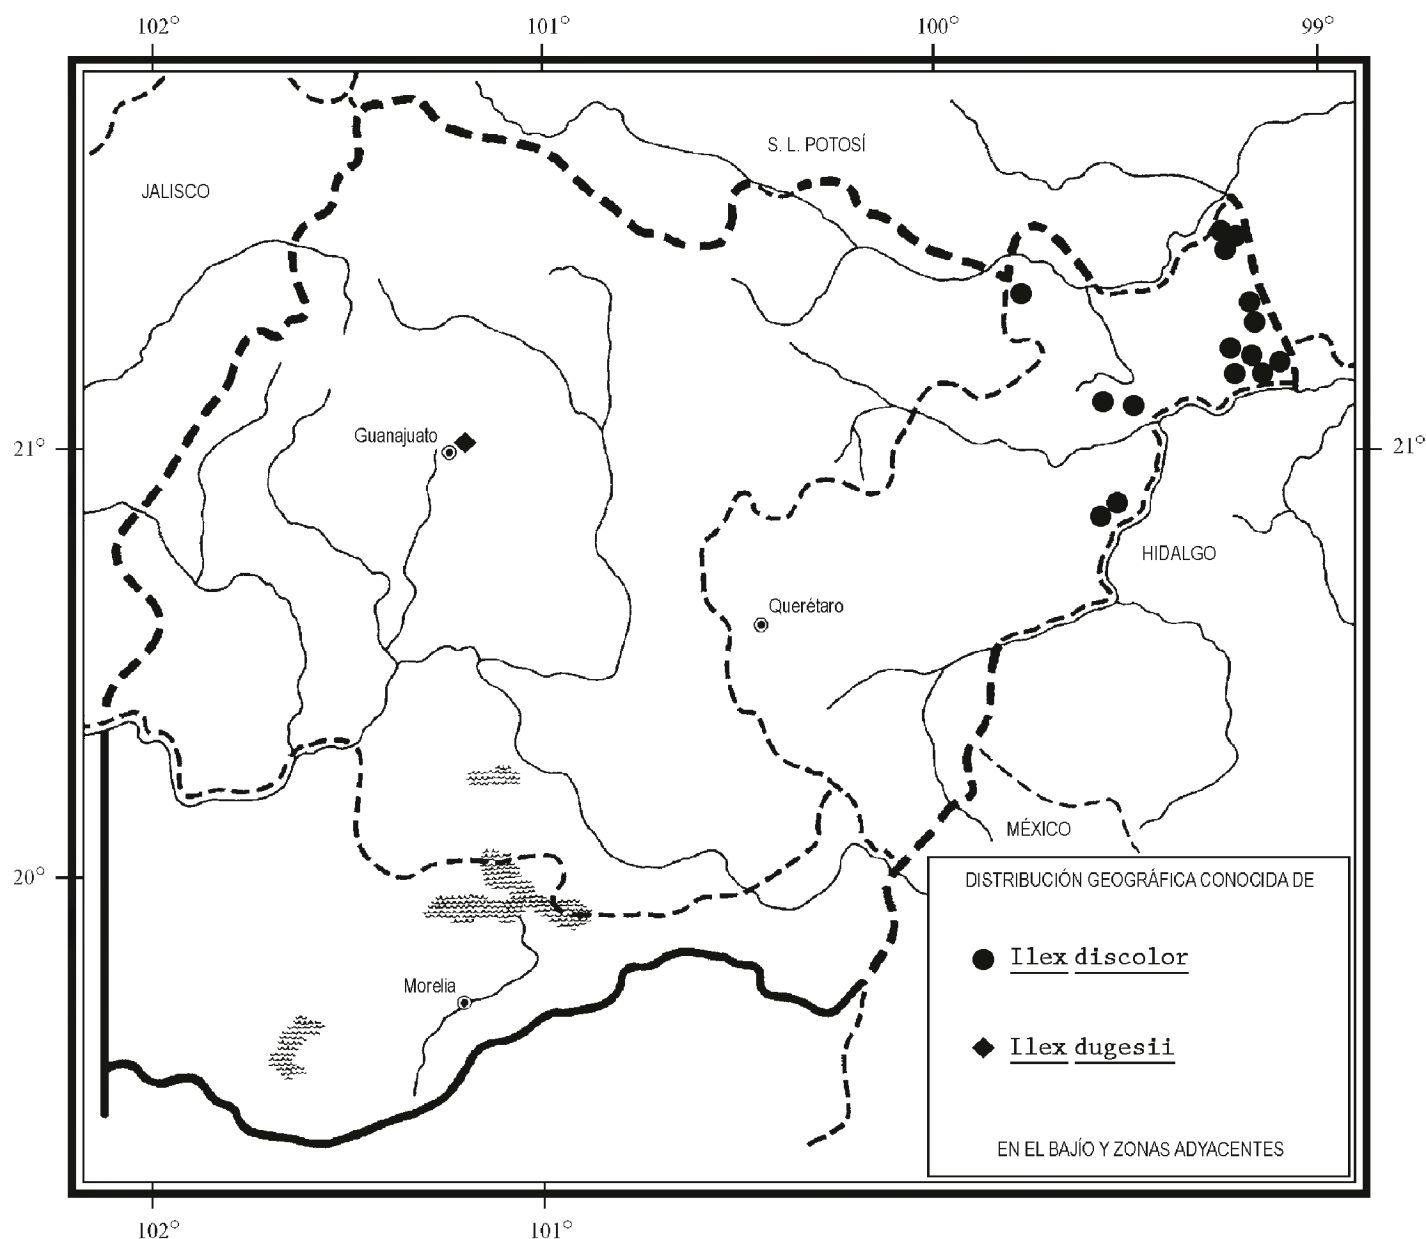 102° 101° 100° 99°
S. L. POTOSÍ
JALISCO
Guanajuato
21° 21°
HIDALGO
Querétaro
MÉXICO
20°
DISTRIBUCIÓN GEOGRÁFICA CONOCIDA DE
Ilex discolor
Morelia
Ilex dugesii
EN EL BAJÍO Y ZONAS ADYACENTES
102° 101°